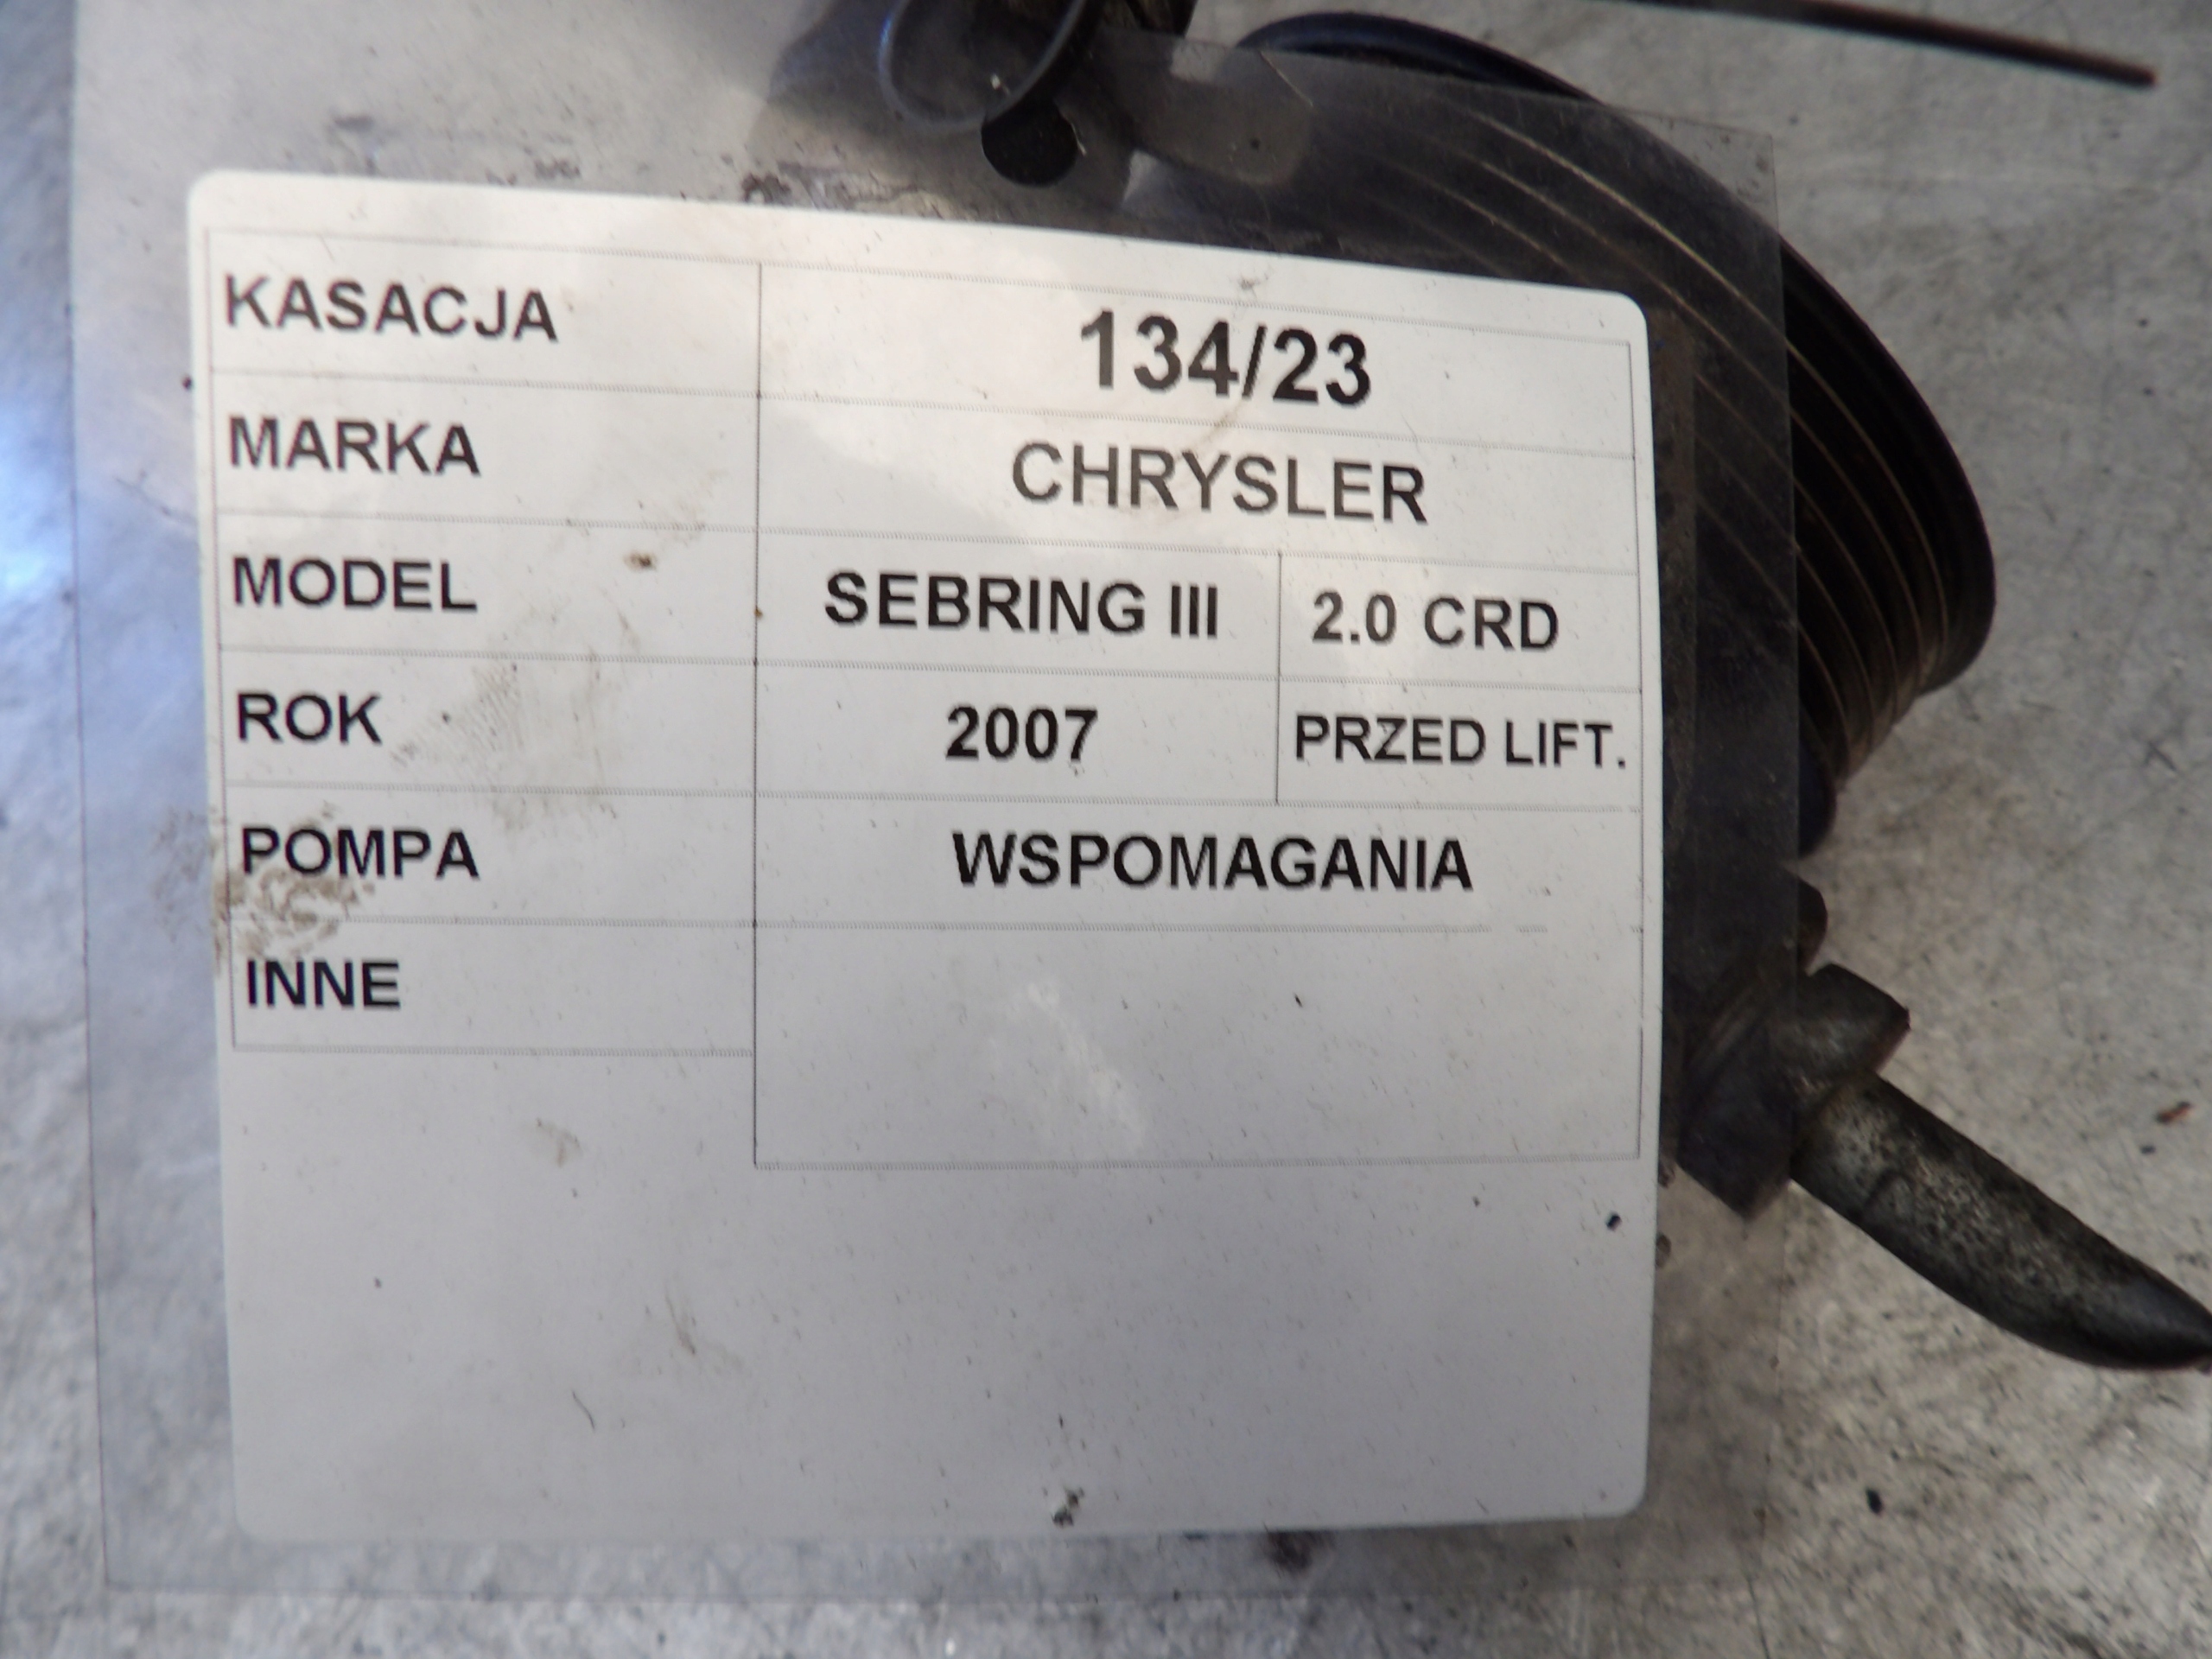 KASACJA 134/23
MARKA CHRYSLER
MODEL SEBRING III 2.0 CRD
ROK 2007 PRZED LIFT.
POMPA WSPOMAGANIA
INNE